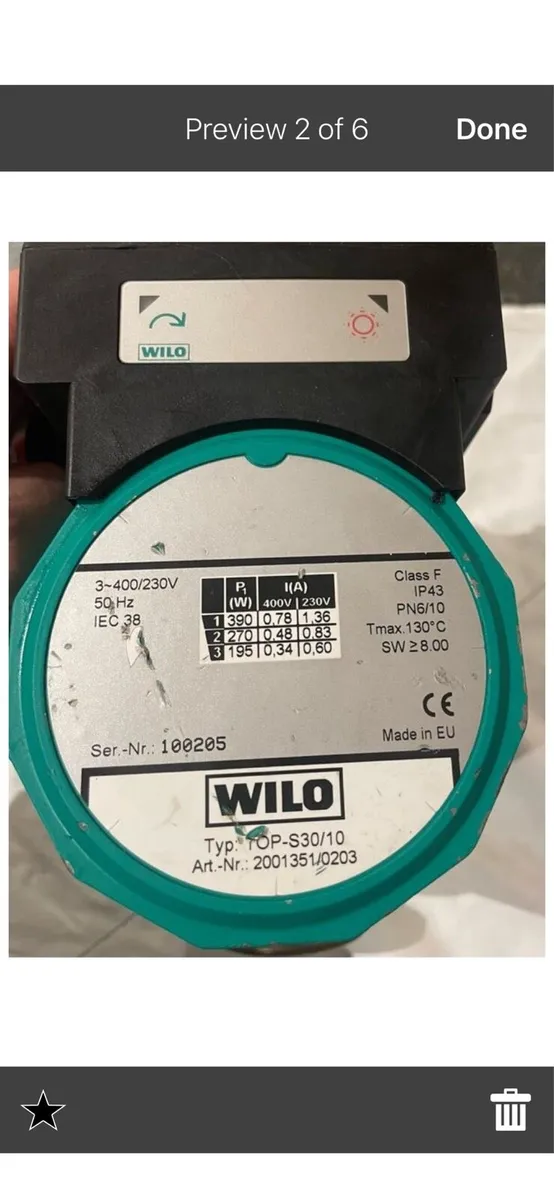 Preview 2 of 6 Done
WILO
3~400/230V
50 Hz
IEC 38
P1 (W) I(A)
400V 230V
1 390 0,78 1,36
2 270 0,48 0,83
3 195 0,34 0,60
Class F
IP43
PN6/10
Tmax.130°C
SW ≥8.00
CE
Ser.-Nr.: 100205
Made in EU
WILO
Typ: TOP-S30/10
Art.-Nr.: 2001351/0203